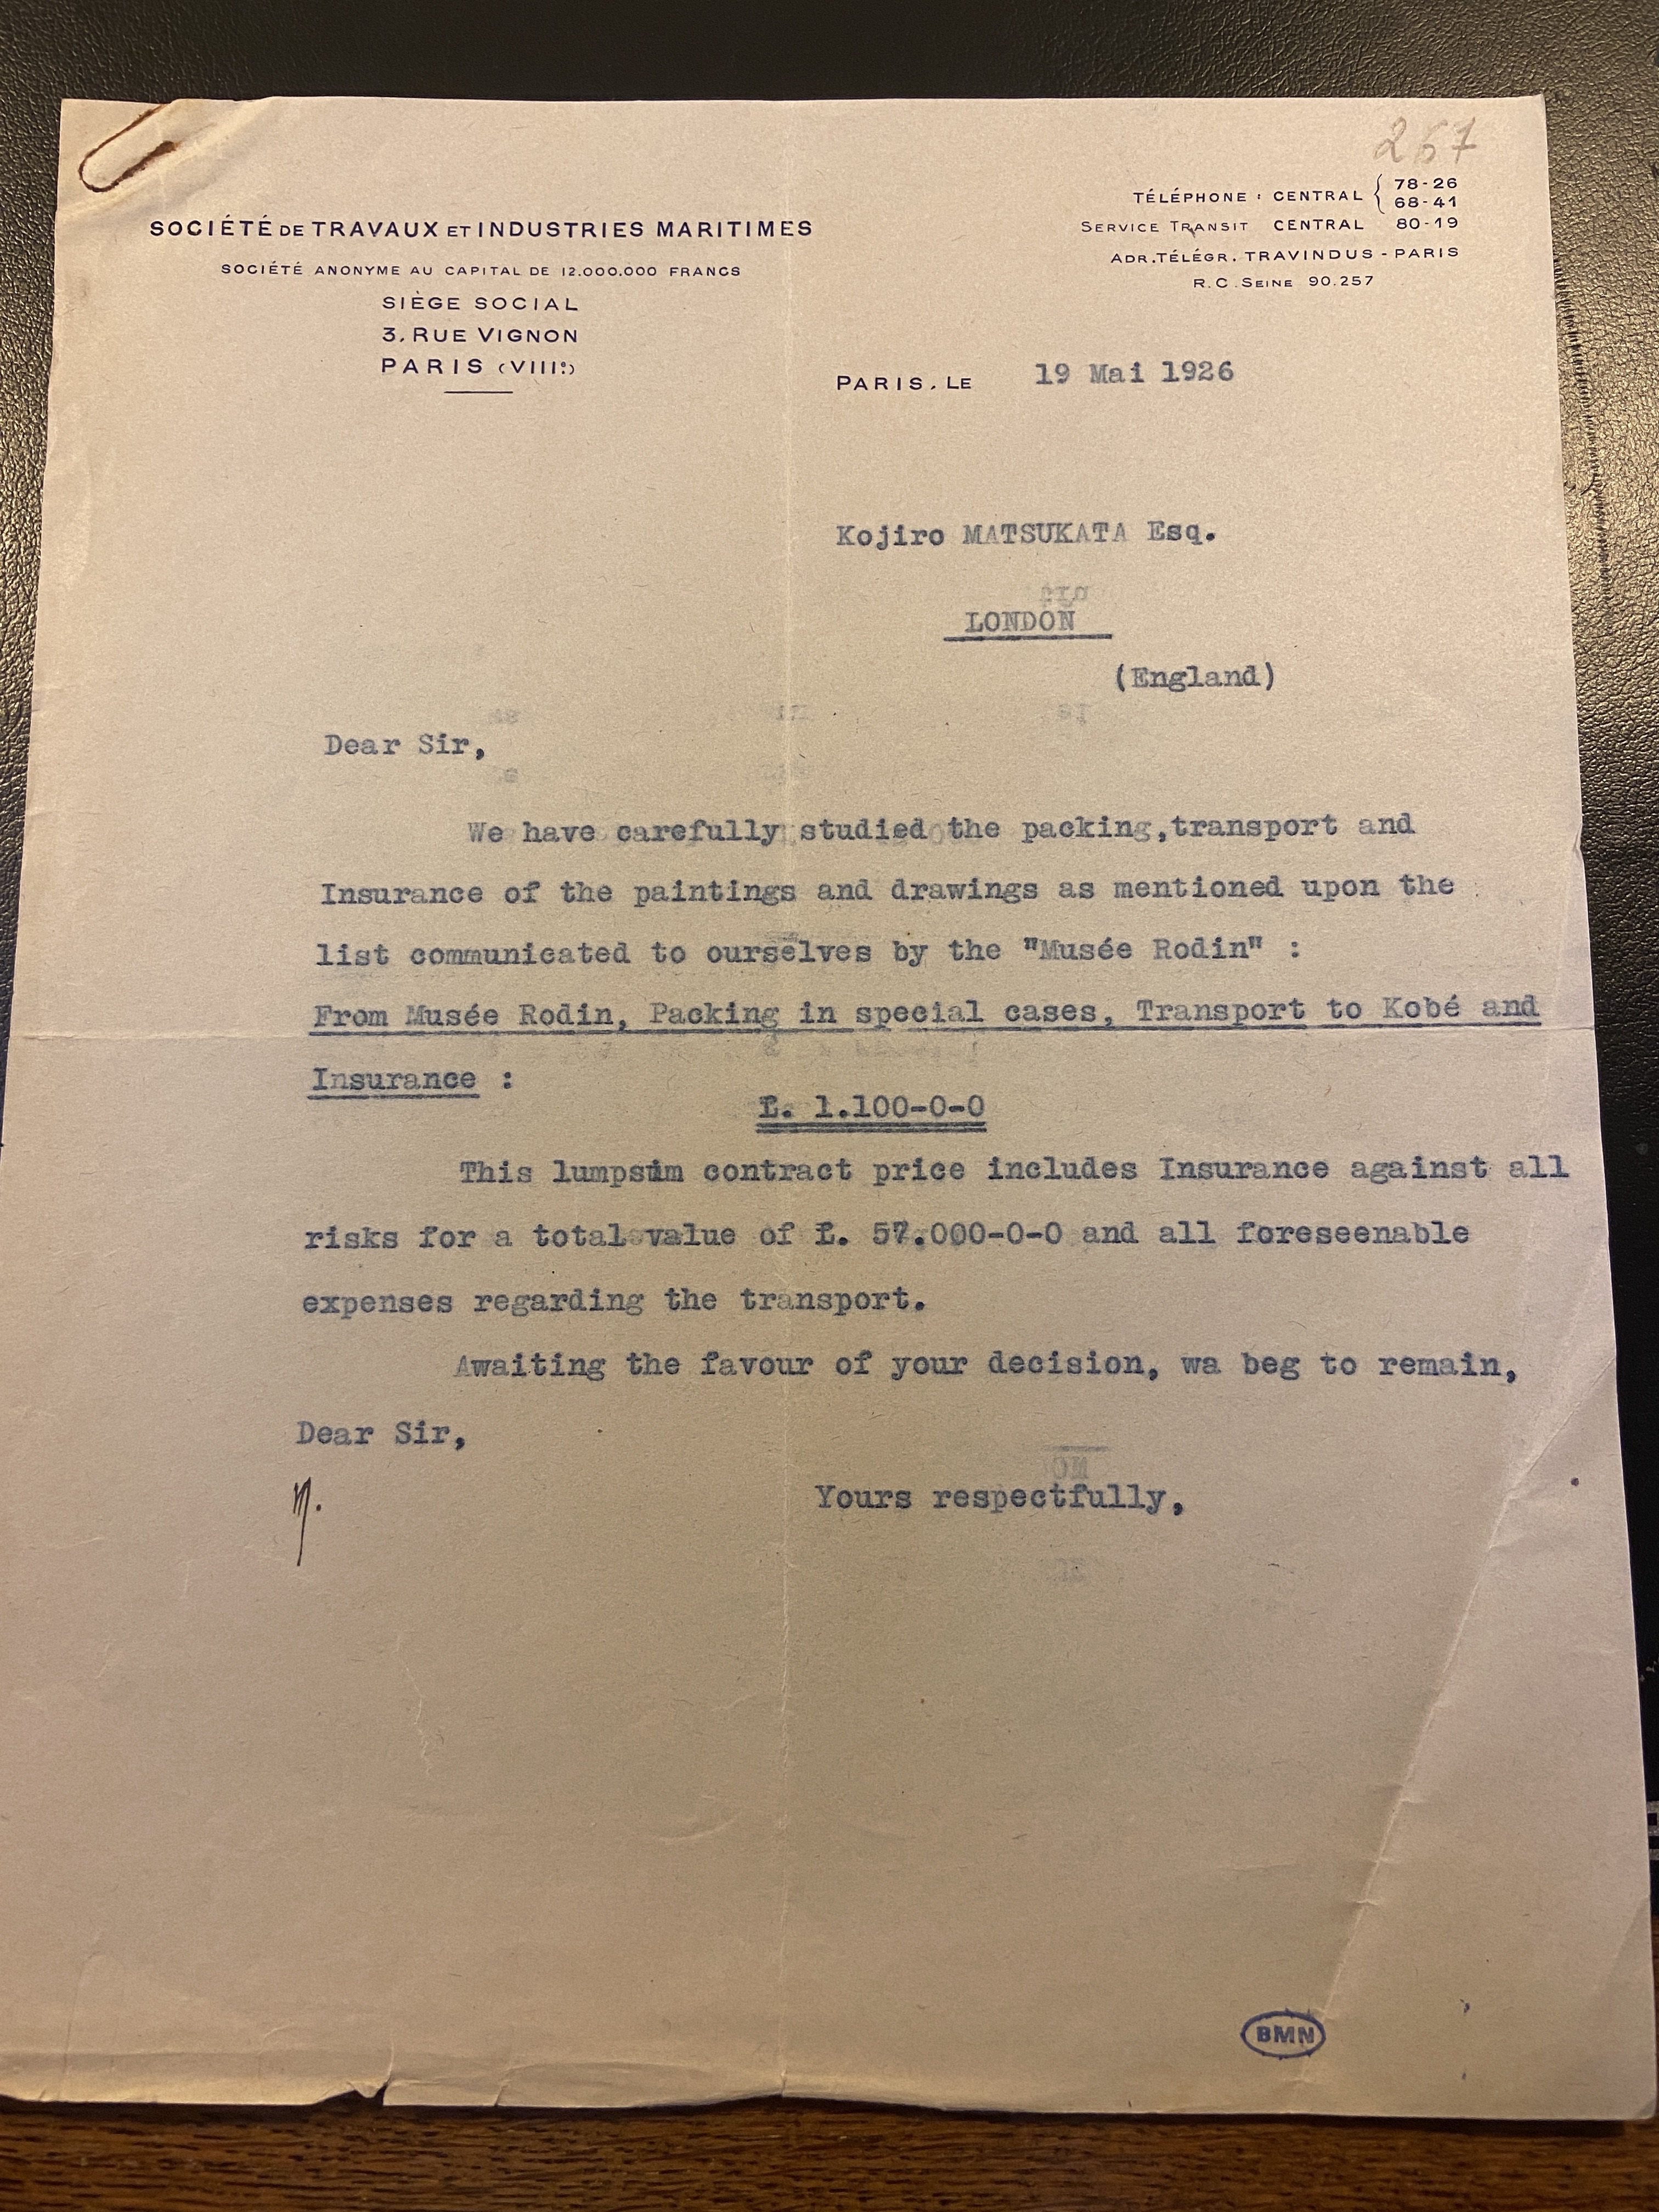 267
SOCIÉTÉ DE TRAVAUX ET INDUSTRIES MARITIMES
SOCIÉTÉ ANONYME AU CAPITAL DE 12.000.000 FRANCS
SIÈGE SOCIAL
3, RUE VIGNON
PARIS (VIIIe)
TÉLÉPHONE : CENTRAL { 78-26
68-41
SERVICE TRANSIT CENTRAL 80-19
ADR. TÉLÉGR. TRAVINDUS - PARIS
R.C. SEINE 90.257
PARIS, LE 19 Mai 1926
Kojiro MATSUKATA Esq.
LONDON
(England)
Dear Sir,
We have carefully studied the packing,transport and
Insurance of the paintings and drawings as mentioned upon the
list communicated to ourselves by the "Musée Rodin" :
From Musée Rodin, Packing in special cases, Transport to Kobé and
Insurance :
£. 1.100-0-0
This lumpsum contract price includes Insurance against all
risks for a total value of £. 57.000-0-0 and all foreseenable
expenses regarding the transport.
Awaiting the favour of your decision, wa beg to remain,
Dear Sir,
Yours respectfully,
BMN